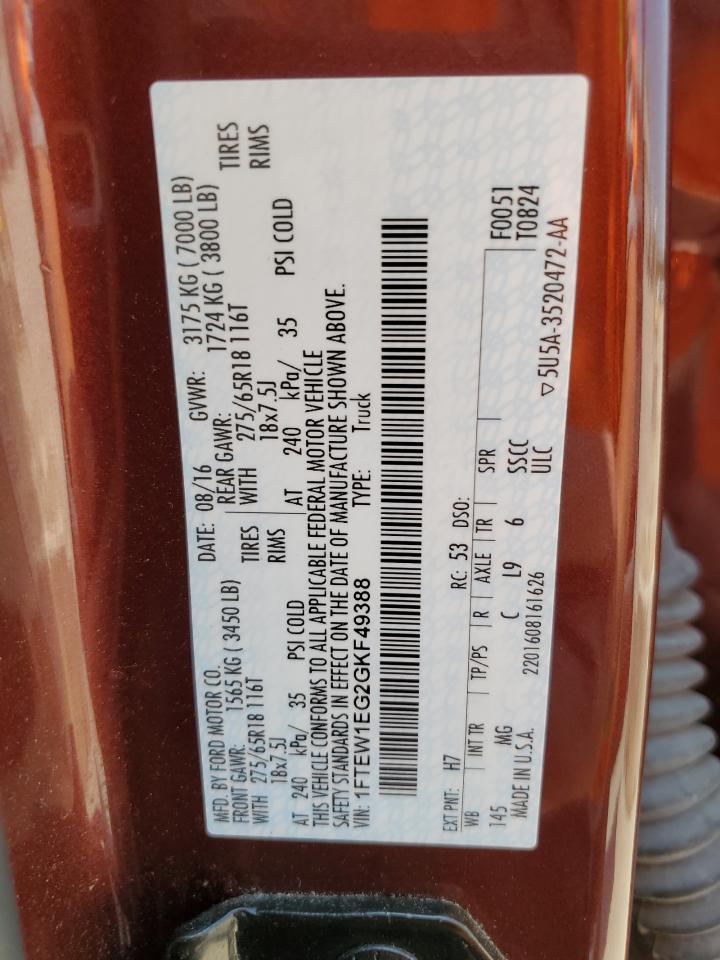 MFD. BY FORD MOTOR CO. DATE: 08/16 GVWR: 3175 KG ( 7000 LB)
FRONT GAWR: 1565 KG ( 3450 LB) REAR GAWR: 1724 KG ( 3800 LB)
WITH 275/65R18 116T TIRES WITH 275/65R18 116T TIRES
18x7.5J RIMS 18x7.5J RIMS
AT 240 kPa/ 35 PSI COLD AT 240 kPa/ 35 PSI COLD
THIS VEHICLE CONFORMS TO ALL APPLICABLE FEDERAL MOTOR VEHICLE
SAFETY STANDARDS IN EFFECT ON THE DATE OF MANUFACTURE SHOWN ABOVE.
VIN: 1FTEW1EG2GKF49388 TYPE: Truck
EXT PNT: H7 RC: 53 DSO:
WB INT TR TP/PS R AXLE TR SPR F0051
145 MG C L9 6 SSCC T0824
ULC
MADE IN U.S.A. 2201608161626 ▽5U5A-3520472-AA